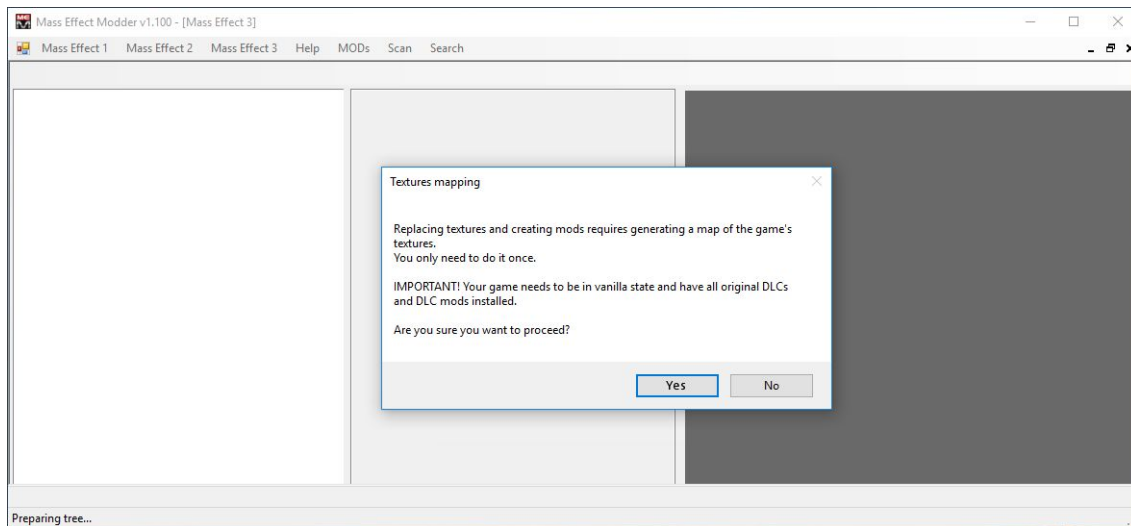 Mass Effect Modder v1.100 - [Mass Effect 3]
Mass Effect 1 Mass Effect 2 Mass Effect 3 Help MODs Scan Search
Textures mapping
Replacing textures and creating mods requires generating a map of the game's
textures.
You only need to do it once.
IMPORTANT! Your game needs to be in vanilla state and have all original DLCs
and DLC mods installed.
Are you sure you want to proceed?
Yes No
Preparing tree...